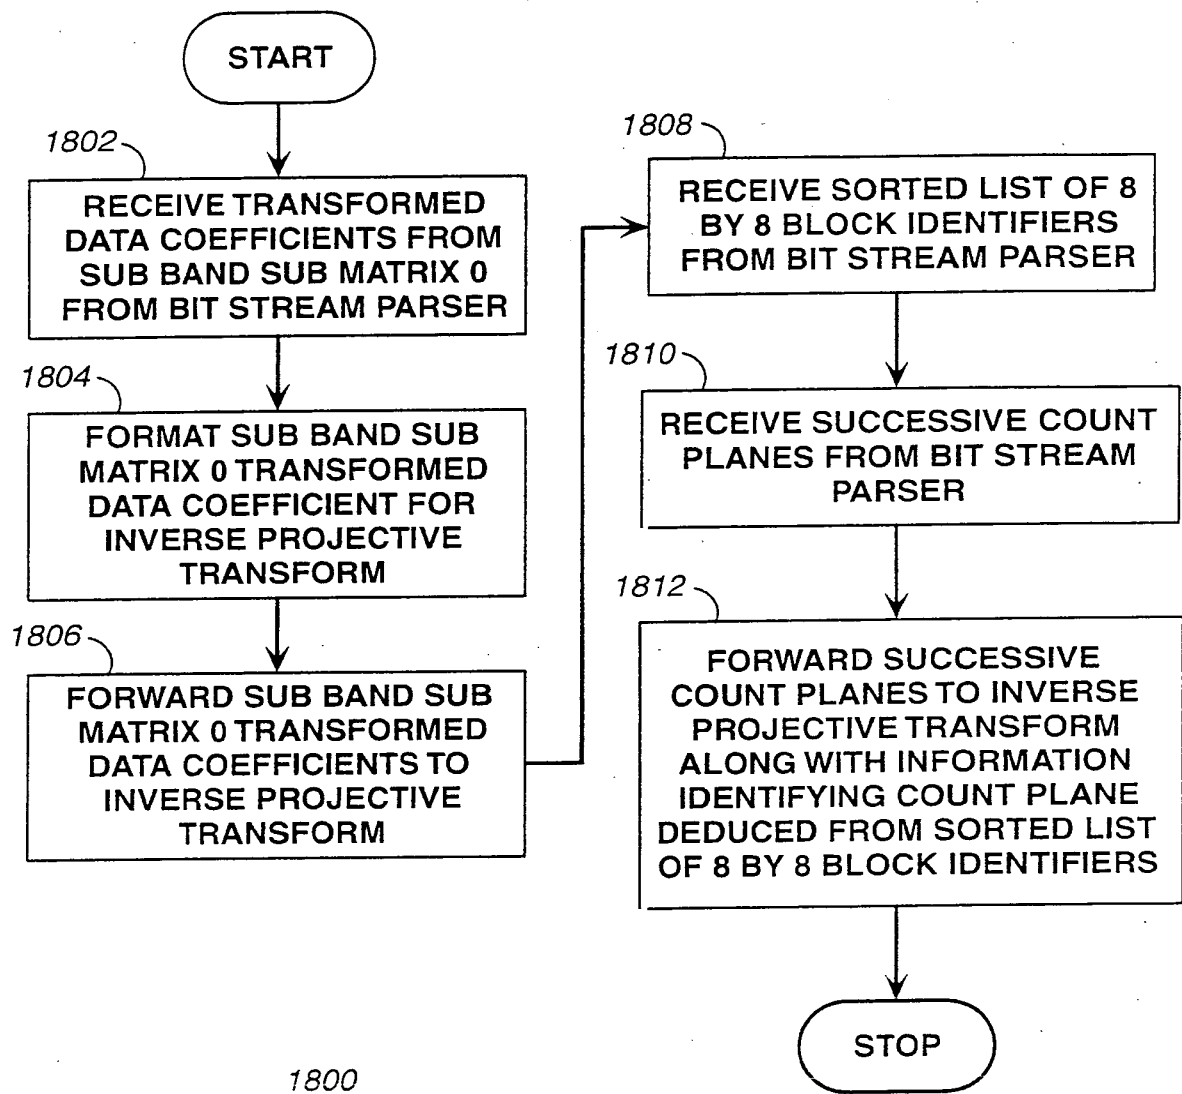 START
1802
RECEIVE TRANSFORMED
DATA COEFFICIENTS FROM
SUB BAND SUB MATRIX 0
FROM BIT STREAM PARSER
1804
FORMAT SUB BAND SUB
MATRIX 0 TRANSFORMED
DATA COEFFICIENT FOR
INVERSE PROJECTIVE
TRANSFORM
1806
FORWARD SUB BAND SUB
MATRIX 0 TRANSFORMED
DATA COEFFICIENTS TO
INVERSE PROJECTIVE
TRANSFORM
1808
RECEIVE SORTED LIST OF 8
BY 8 BLOCK IDENTIFIERS
FROM BIT STREAM PARSER
1810
RECEIVE SUCCESSIVE COUNT
PLANES FROM BIT STREAM
PARSER
1812
FORWARD SUCCESSIVE
COUNT PLANES TO INVERSE
PROJECTIVE TRANSFORM
ALONG WITH INFORMATION
IDENTIFYING COUNT PLANE
DEDUCED FROM SORTED LIST
OF 8 BY 8 BLOCK IDENTIFIERS
STOP
1800